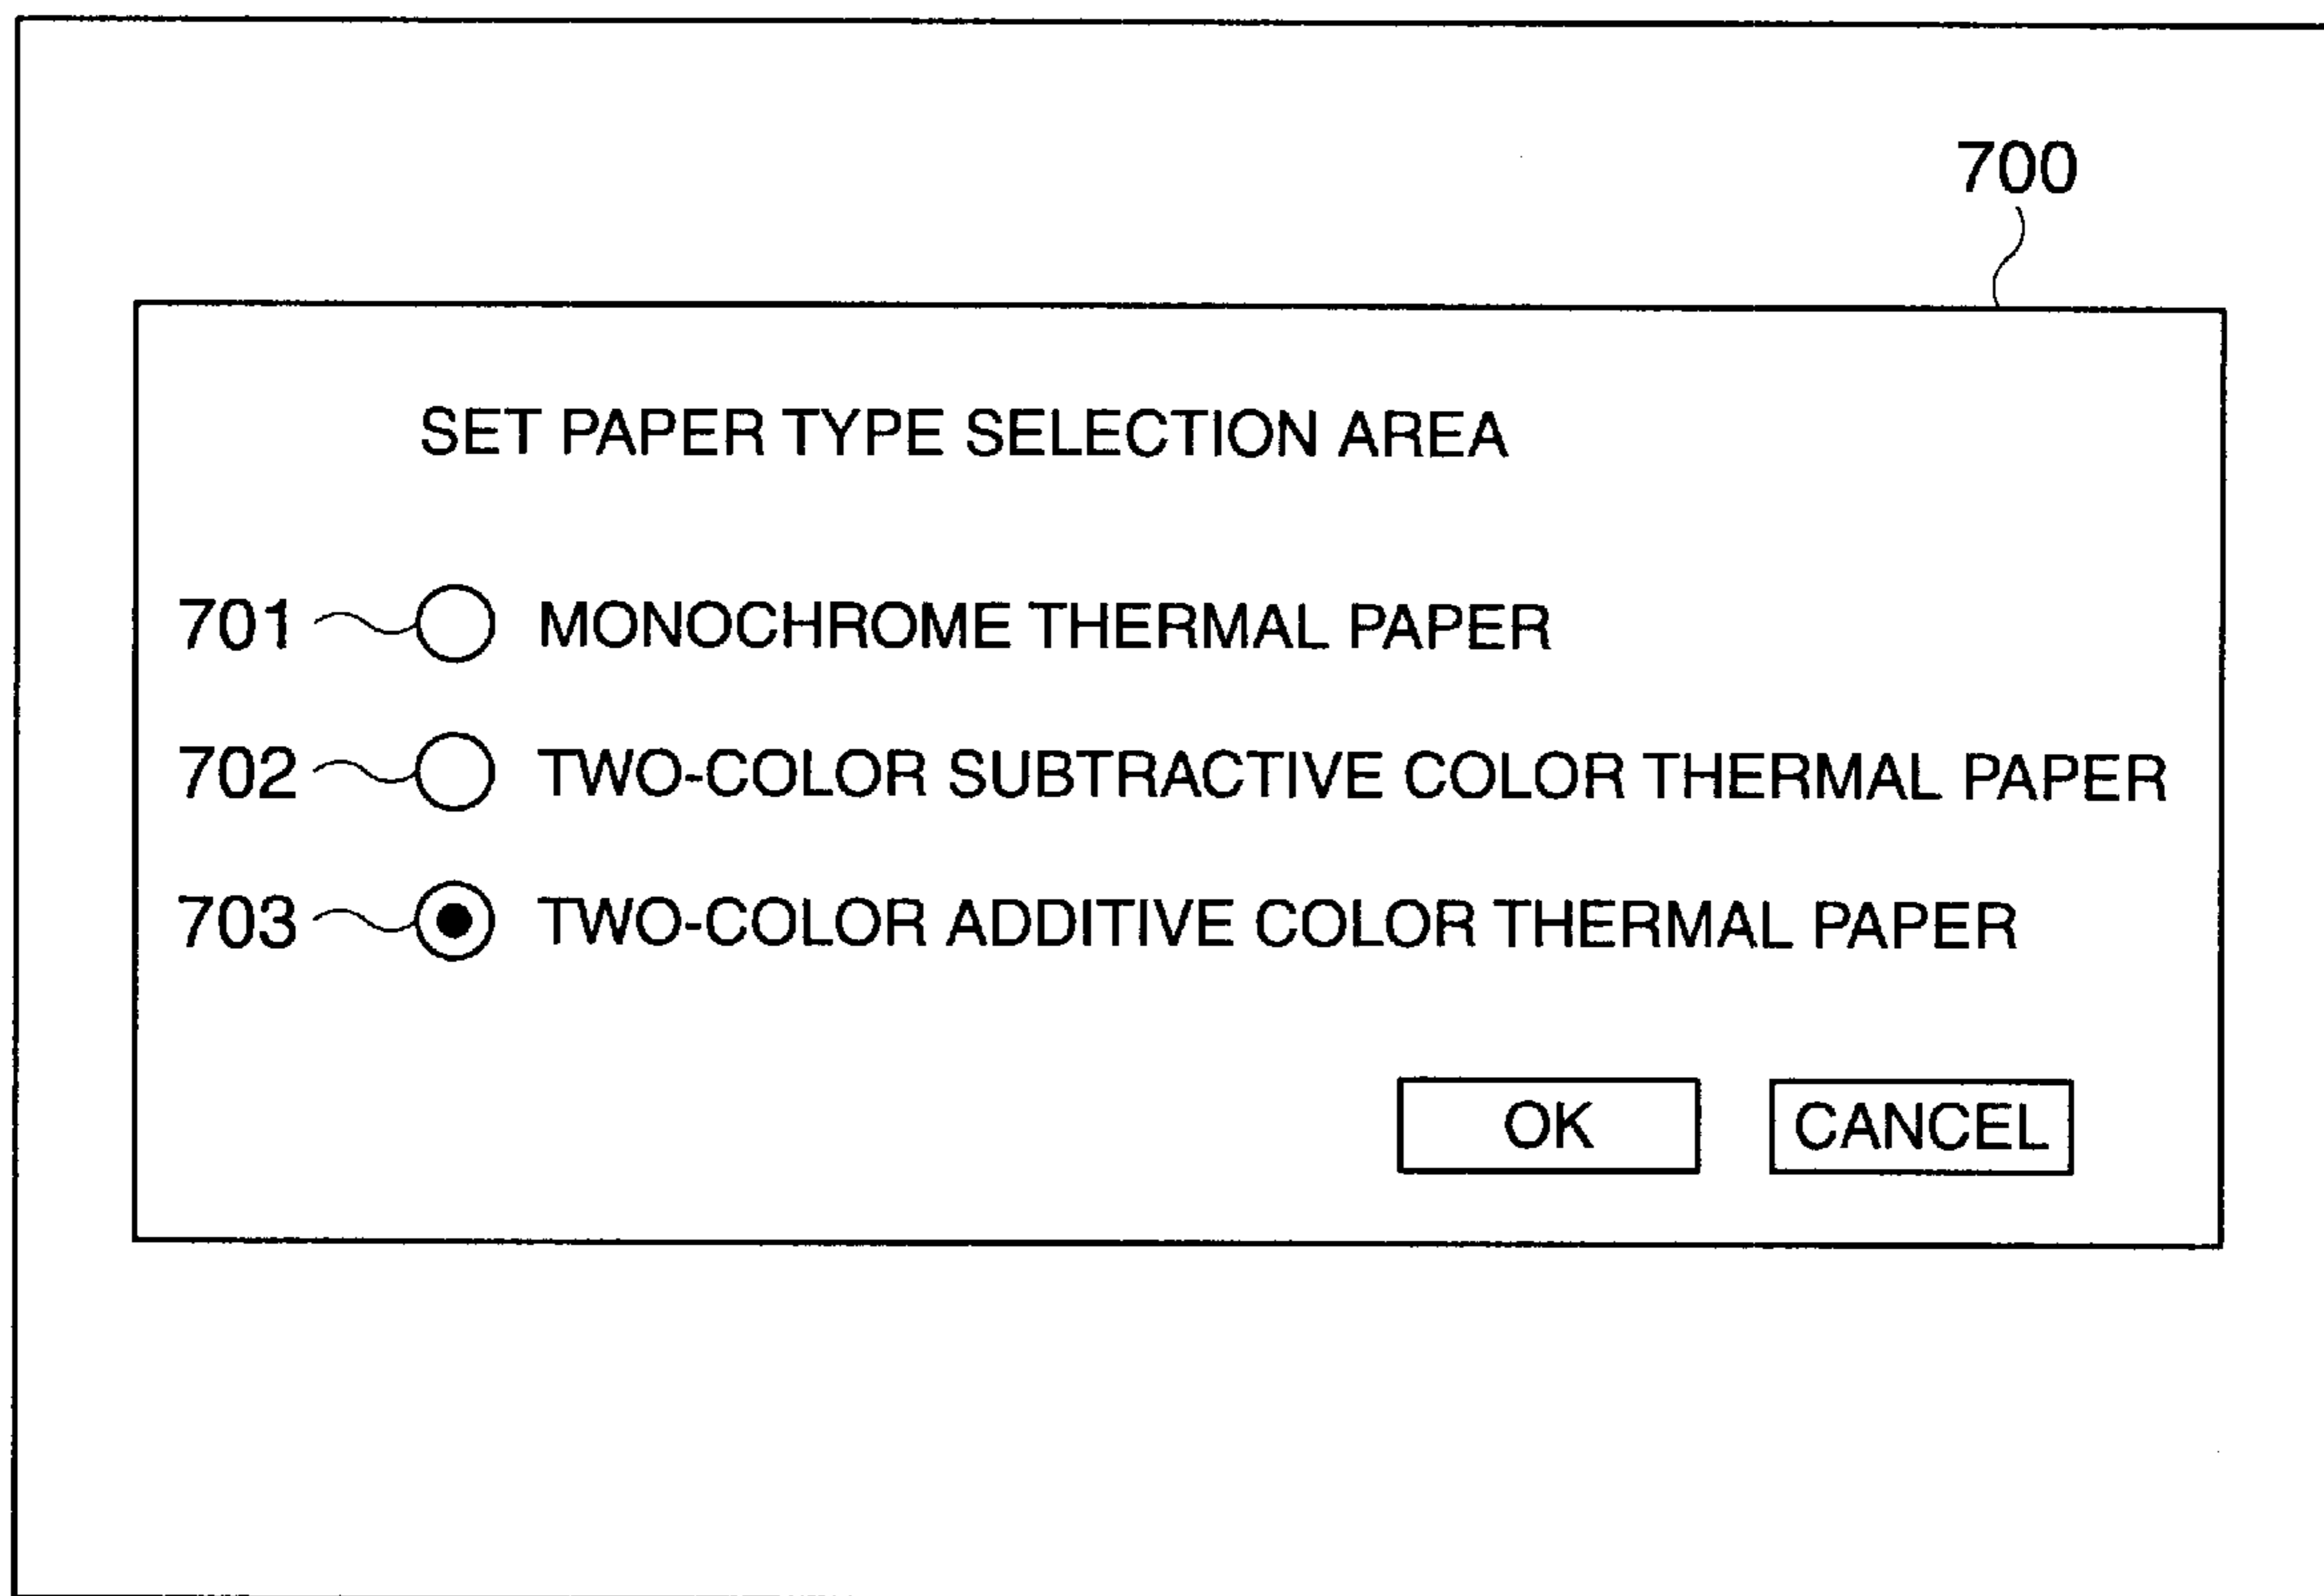 700
SET PAPER TYPE SELECTION AREA
701 MONOCHROME THERMAL PAPER
702 TWO-COLOR SUBTRACTIVE COLOR THERMAL PAPER
703 TWO-COLOR ADDITIVE COLOR THERMAL PAPER
OK CANCEL